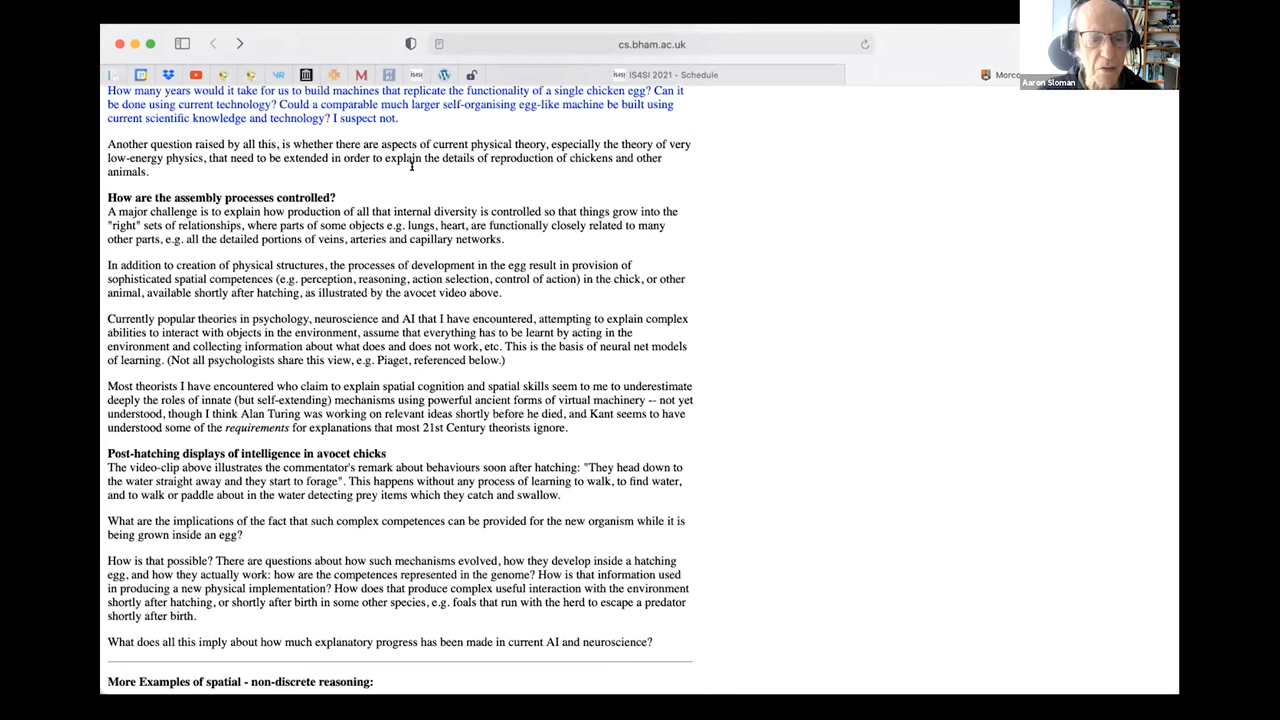 cs.bham.ac.uk
IS4SI 2021 - Schedule
Morco
Aaron Sloman
How many years would it take for us to build machines that replicate the functionality of a single chicken egg? Can it
be done using current technology? Could a comparable much larger self-organising egg-like machine be built using
current scientific knowledge and technology? I suspect not.
Another question raised by all this, is whether there are aspects of current physical theory, especially the theory of very
low-energy physics, that need to be extended in order to explain the details of reproduction of chickens and other
animals.
How are the assembly processes controlled?
A major challenge is to explain how production of all that internal diversity is controlled so that things grow into the
"right" sets of relationships, where parts of some objects e.g. lungs, heart, are functionally closely related to many
other parts, e.g. all the detailed portions of veins, arteries and capillary networks.
In addition to creation of physical structures, the processes of development in the egg result in provision of
sophisticated spatial competences (e.g. perception, reasoning, action selection, control of action) in the chick, or other
animal, available shortly after hatching, as illustrated by the avocet video above.
Currently popular theories in psychology, neuroscience and AI that I have encountered, attempting to explain complex
abilities to interact with objects in the environment, assume that everything has to be learnt by acting in the
environment and collecting information about what does and does not work, etc. This is the basis of neural net models
of learning. (Not all psychologists share this view, e.g. Piaget, referenced below.)
Most theorists I have encountered who claim to explain spatial cognition and spatial skills seem to me to underestimate
deeply the roles of innate (but self-extending) mechanisms using powerful ancient forms of virtual machinery -- not yet
understood, though I think Alan Turing was working on relevant ideas shortly before he died, and Kant seems to have
understood some of the requirements for explanations that most 21st Century theorists ignore.
Post-hatching displays of intelligence in avocet chicks
The video-clip above illustrates the commentator's remark about behaviours soon after hatching: "They head down to
the water straight away and they start to forage". This happens without any process of learning to walk, to find water,
and to walk or paddle about in the water detecting prey items which they catch and swallow.
What are the implications of the fact that such complex competences can be provided for the new organism while it is
being grown inside an egg?
How is that possible? There are questions about how such mechanisms evolved, how they develop inside a hatching
egg, and how they actually work: how are the competences represented in the genome? How is that information used
in producing a new physical implementation? How does that produce complex useful interaction with the environment
shortly after hatching, or shortly after birth in some other species, e.g. foals that run with the herd to escape a predator
shortly after birth.
What does all this imply about how much explanatory progress has been made in current AI and neuroscience?
More Examples of spatial - non-discrete reasoning: